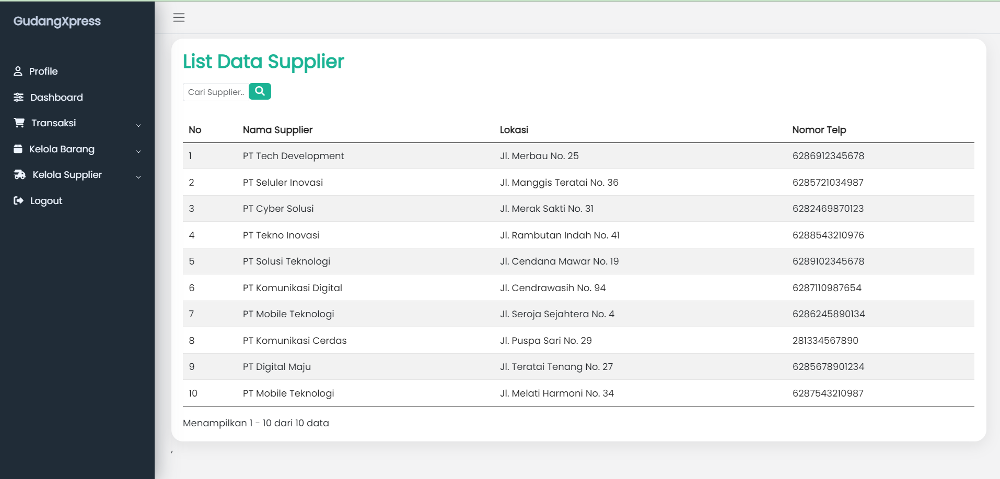 GudangXpress
Profile
Dashboard
Transaksi
Kelola Barang
Kelola Supplier
Logout
List Data Supplier
Cari Supplier..
No Nama Supplier Lokasi Nomor Telp
1 PT Tech Development Jl. Merbau No. 25 6286912345678
2 PT Seluler Inovasi Jl. Manggis Teratai No. 36 6285721034987
3 PT Cyber Solusi Jl. Merak Sakti No. 31 6282469870123
4 PT Tekno Inovasi Jl. Rambutan Indah No. 41 6288543210976
5 PT Solusi Teknologi Jl. Cendana Mawar No. 19 6289102345678
6 PT Komunikasi Digital Jl. Cendrawasih No. 94 6287110987654
7 PT Mobile Teknologi Jl. Seroja Sejahtera No. 4 6286245890134
8 PT Komunikasi Cerdas Jl. Puspa Sari No. 29 281334567890
9 PT Digital Maju Jl. Teratai Tenang No. 27 6285678901234
10 PT Mobile Teknologi Jl. Melati Harmoni No. 34 6287543210987
Menampilkan 1 - 10 dari 10 data
,